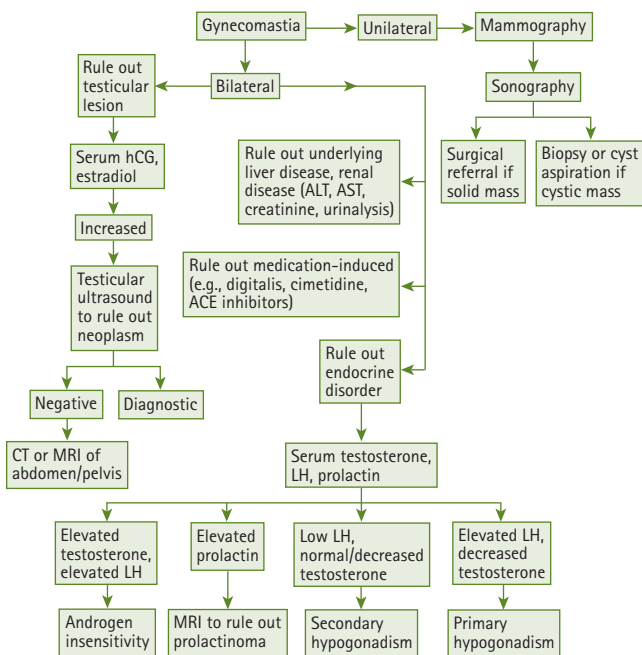 Gynecomastia
Unilateral
Mammography
Rule out
testicular
lesion
Bilateral
Sonography
Serum hCG,
estradiol
Rule out underlying
liver disease, renal
disease (ALT, AST,
creatinine, urinalysis)
Surgical
referral if
solid mass
Biopsy or cyst
aspiration if
cystic mass
Increased
Testicular
ultrasound
to rule out
neoplasm
Rule out medication-induced
(e.g., digitalis, cimetidine,
ACE inhibitors)
Rule out
endocrine
disorder
Negative
Diagnostic
CT or MRI of
abdomen/pelvis
Serum testosterone,
LH, prolactin
Elevated
testosterone,
elevated LH
Elevated
prolactin
Low LH,
normal/decreased
testosterone
Elevated LH,
decreased
testosterone
Androgen
insensitivity
MRI to rule out
prolactinoma
Secondary
hypogonadism
Primary
hypogonadism